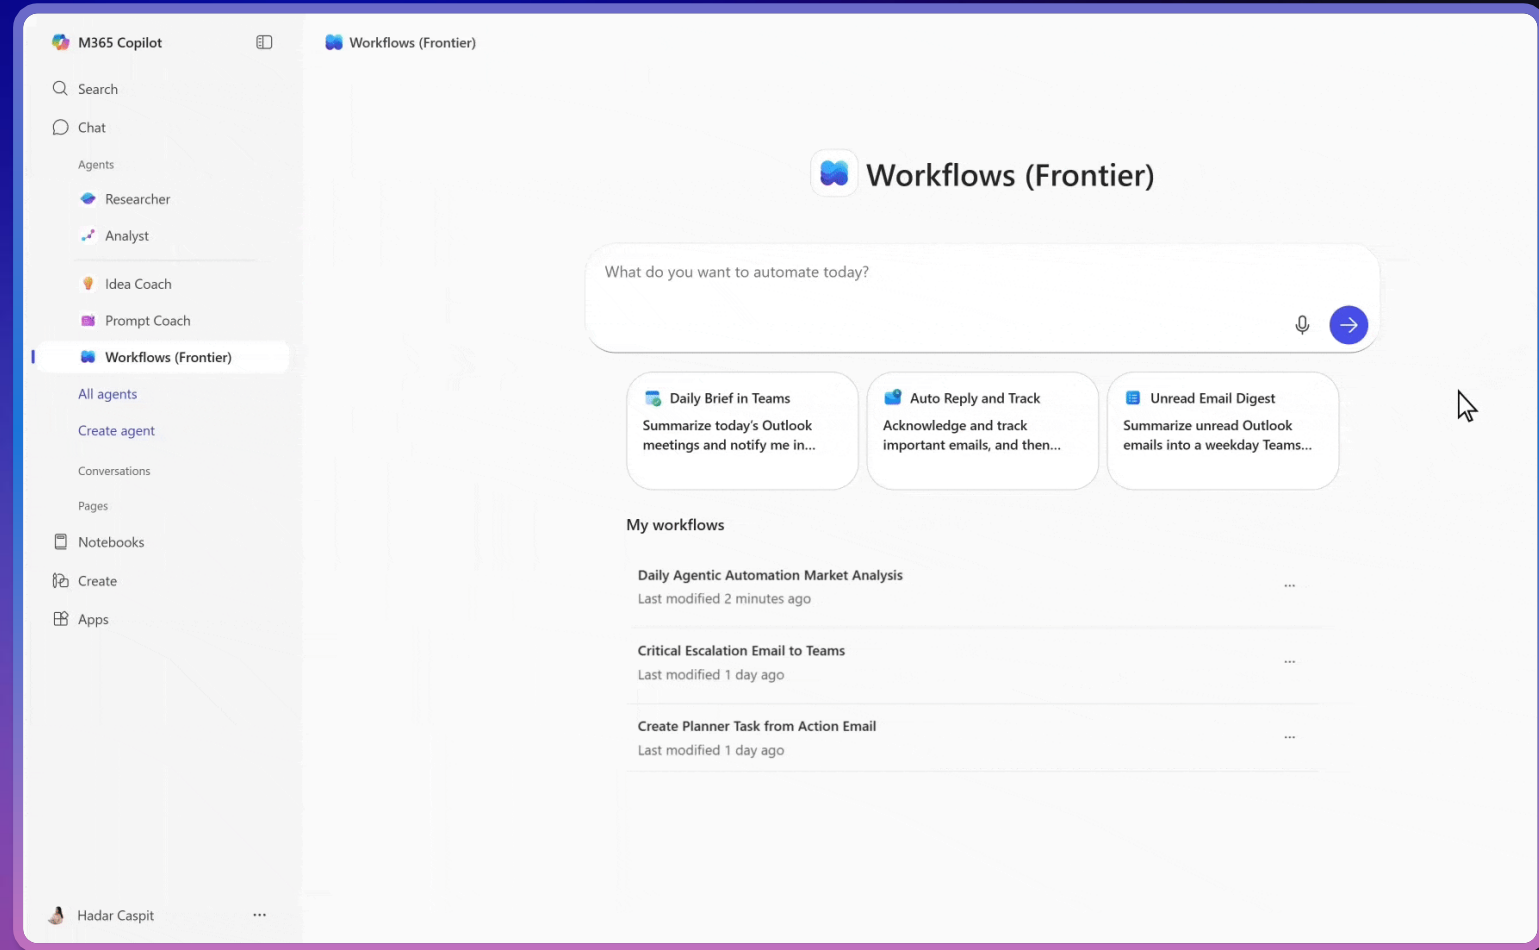 M365 Copilot
Search
Chat
Agents
Researcher
Analyst
Idea Coach
Prompt Coach
Workflows (Frontier)
All agents
Create agent
Conversations
Pages
Notebooks
Create
Apps
Hadar Caspit
Workflows (Frontier)
Workflows (Frontier)
What do you want to automate today?
Daily Brief in Teams
Summarize today's Outlook
meetings and notify me in...
Auto Reply and Track
Acknowledge and track
important emails, and then...
Unread Email Digest
Summarize unread Outlook
emails into a weekday Teams...
My workflows
Daily Agentic Automation Market Analysis
Last modified 2 minutes ago
Critical Escalation Email to Teams
Last modified 1 day ago
Create Planner Task from Action Email
Last modified 1 day ago